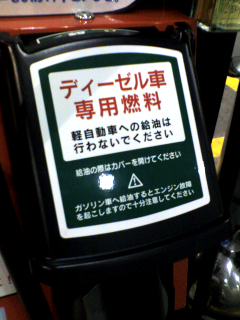 ディーゼル車
専用燃料
軽自動車への給油は
行わないでください
給油の際はカバーを開けてください
ガソリン車へ給油するとエンジン故障
を起こしますので十分注意してください